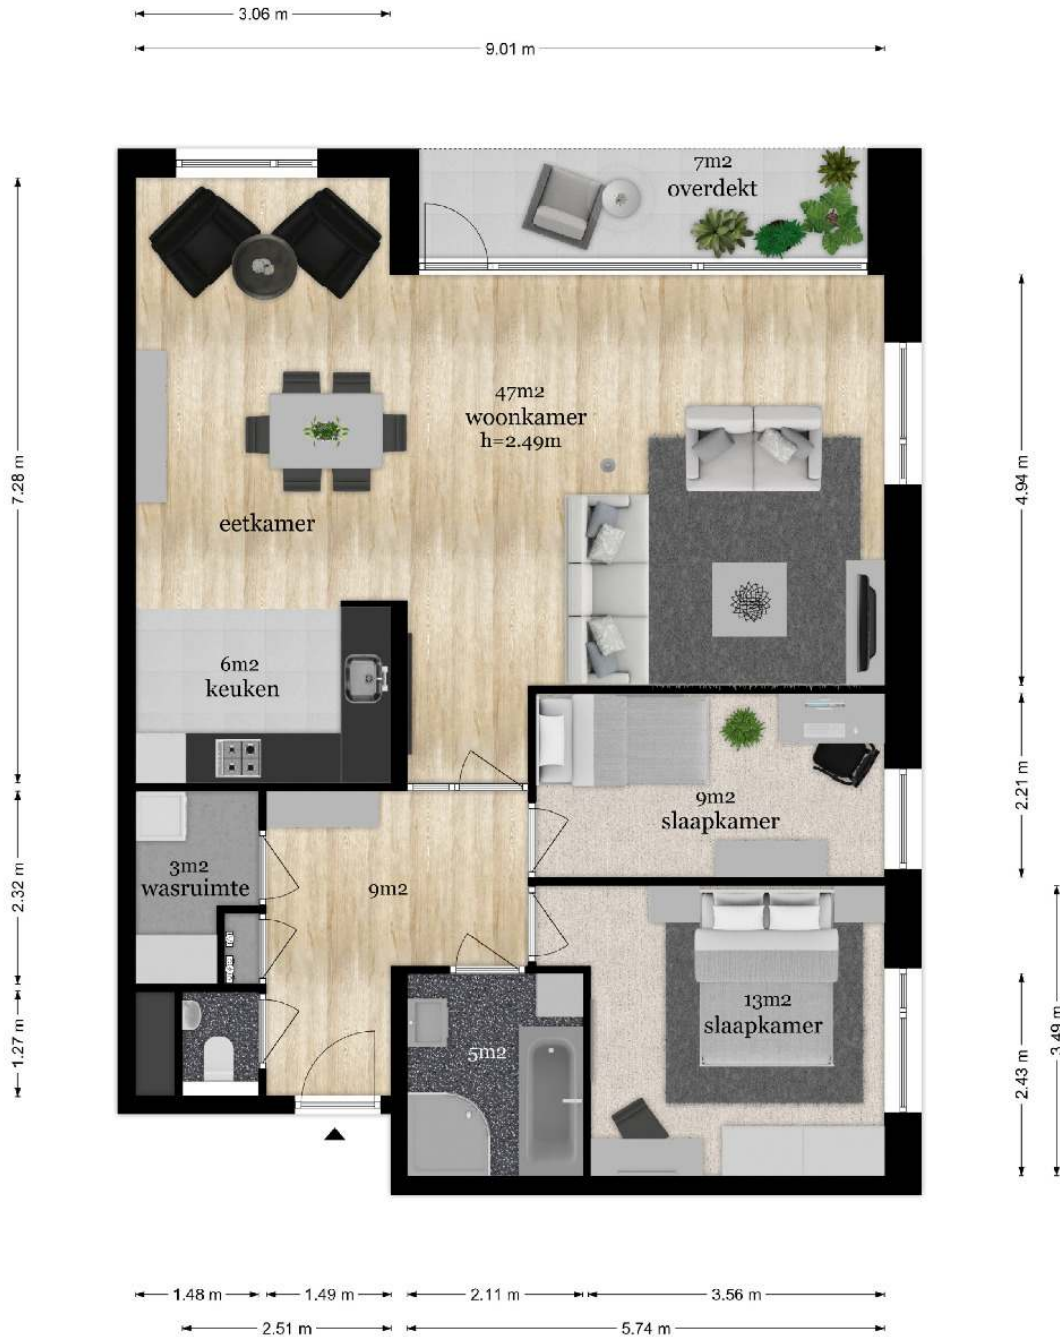 3.06 m
9.01 m
7m2
overdekt
47m2
woonkamer
h=2.49m
7.28 m
4.94 m
eetkamer
6m2
keuken
9m2
slaapkamer
2.21 m
3m2
wasruimte
2.32 m
9m2
13m2
slaapkamer
5m2
1.27 m
2.43 m
3.49 m
1.48 m
1.49 m
2.11 m
3.56 m
2.51 m
5.74 m